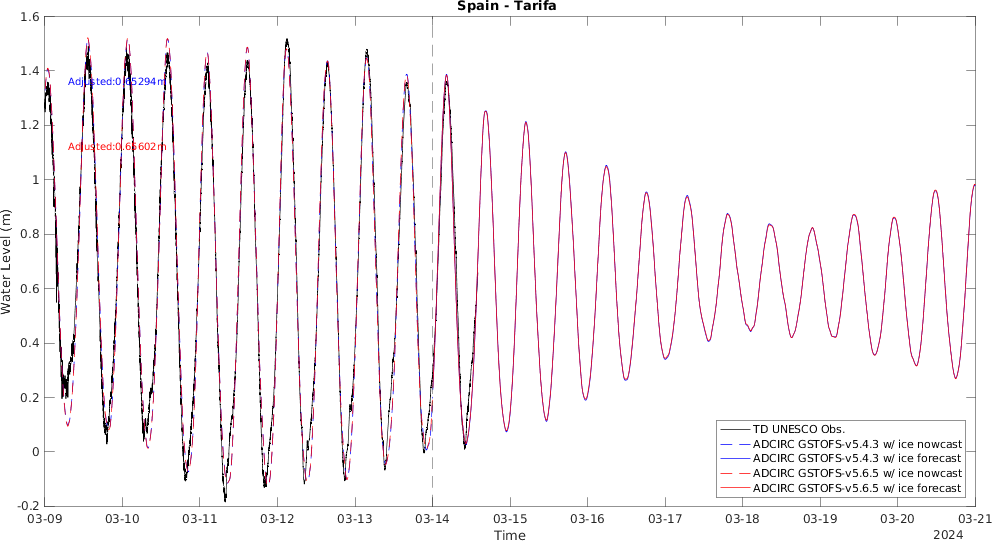 Spain - Tarifa
1.6
1.4
1.2
1
0.8
0.6
0.4
0.2
0
-0.2
Water Level (m)
Adjusted:0.65294m
Adjusted:0.66602m
TD UNESCO Obs.
ADCIRC GSTOFS-v5.4.3 w/ ice nowcast
ADCIRC GSTOFS-v5.4.3 w/ ice forecast
ADCIRC GSTOFS-v5.6.5 w/ ice nowcast
ADCIRC GSTOFS-v5.6.5 w/ ice forecast
03-09 03-10 03-11 03-12 03-13 03-14 03-15 03-16 03-17 03-18 03-19 03-20 03-21
Time
2024